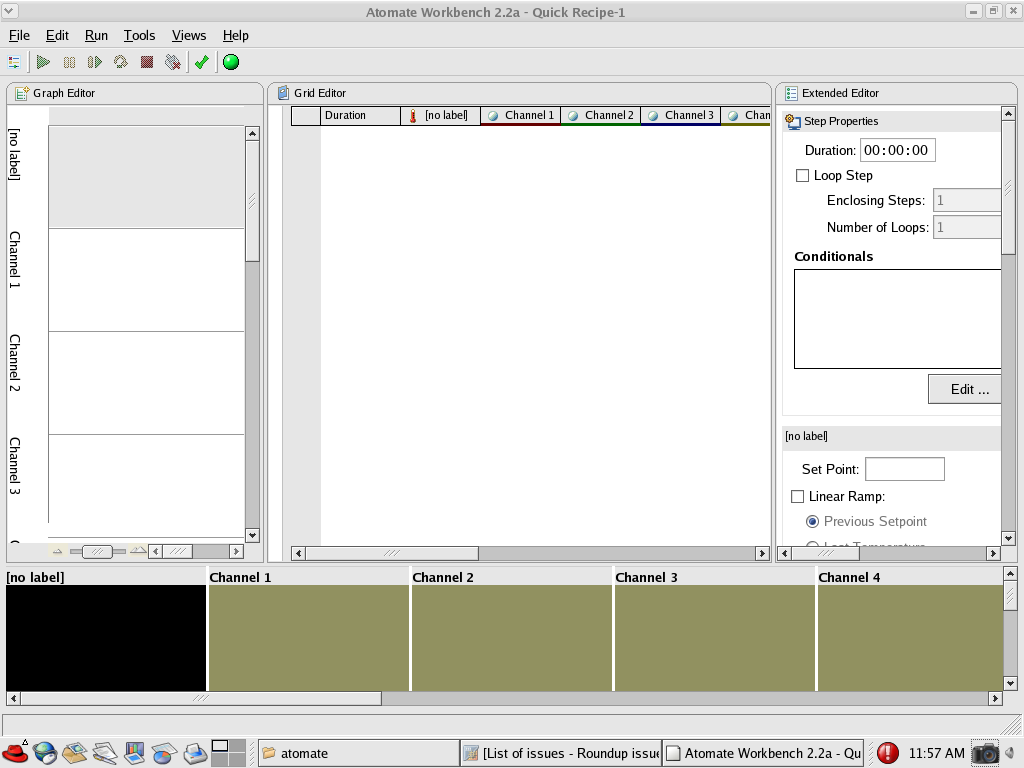 Atomate Workbench 2.2a - Quick Recipe-1
File Edit Run Tools Views Help
Graph Editor
[no label]
Channel 1
Channel 2
Channel 3
Grid Editor
Duration [no label] Channel 1 Channel 2 Channel 3 Chan
Extended Editor
Step Properties
Duration: 00:00:00
Loop Step
Enclosing Steps: 1
Number of Loops: 1
Conditionals
Edit ...
[no label]
Set Point:
Linear Ramp:
Previous Setpoint
Last Temperature
[no label] Channel 1 Channel 2 Channel 3 Channel 4
atomate [List of issues - Roundup issue Atomate Workbench 2.2a - Qu 11:57 AM